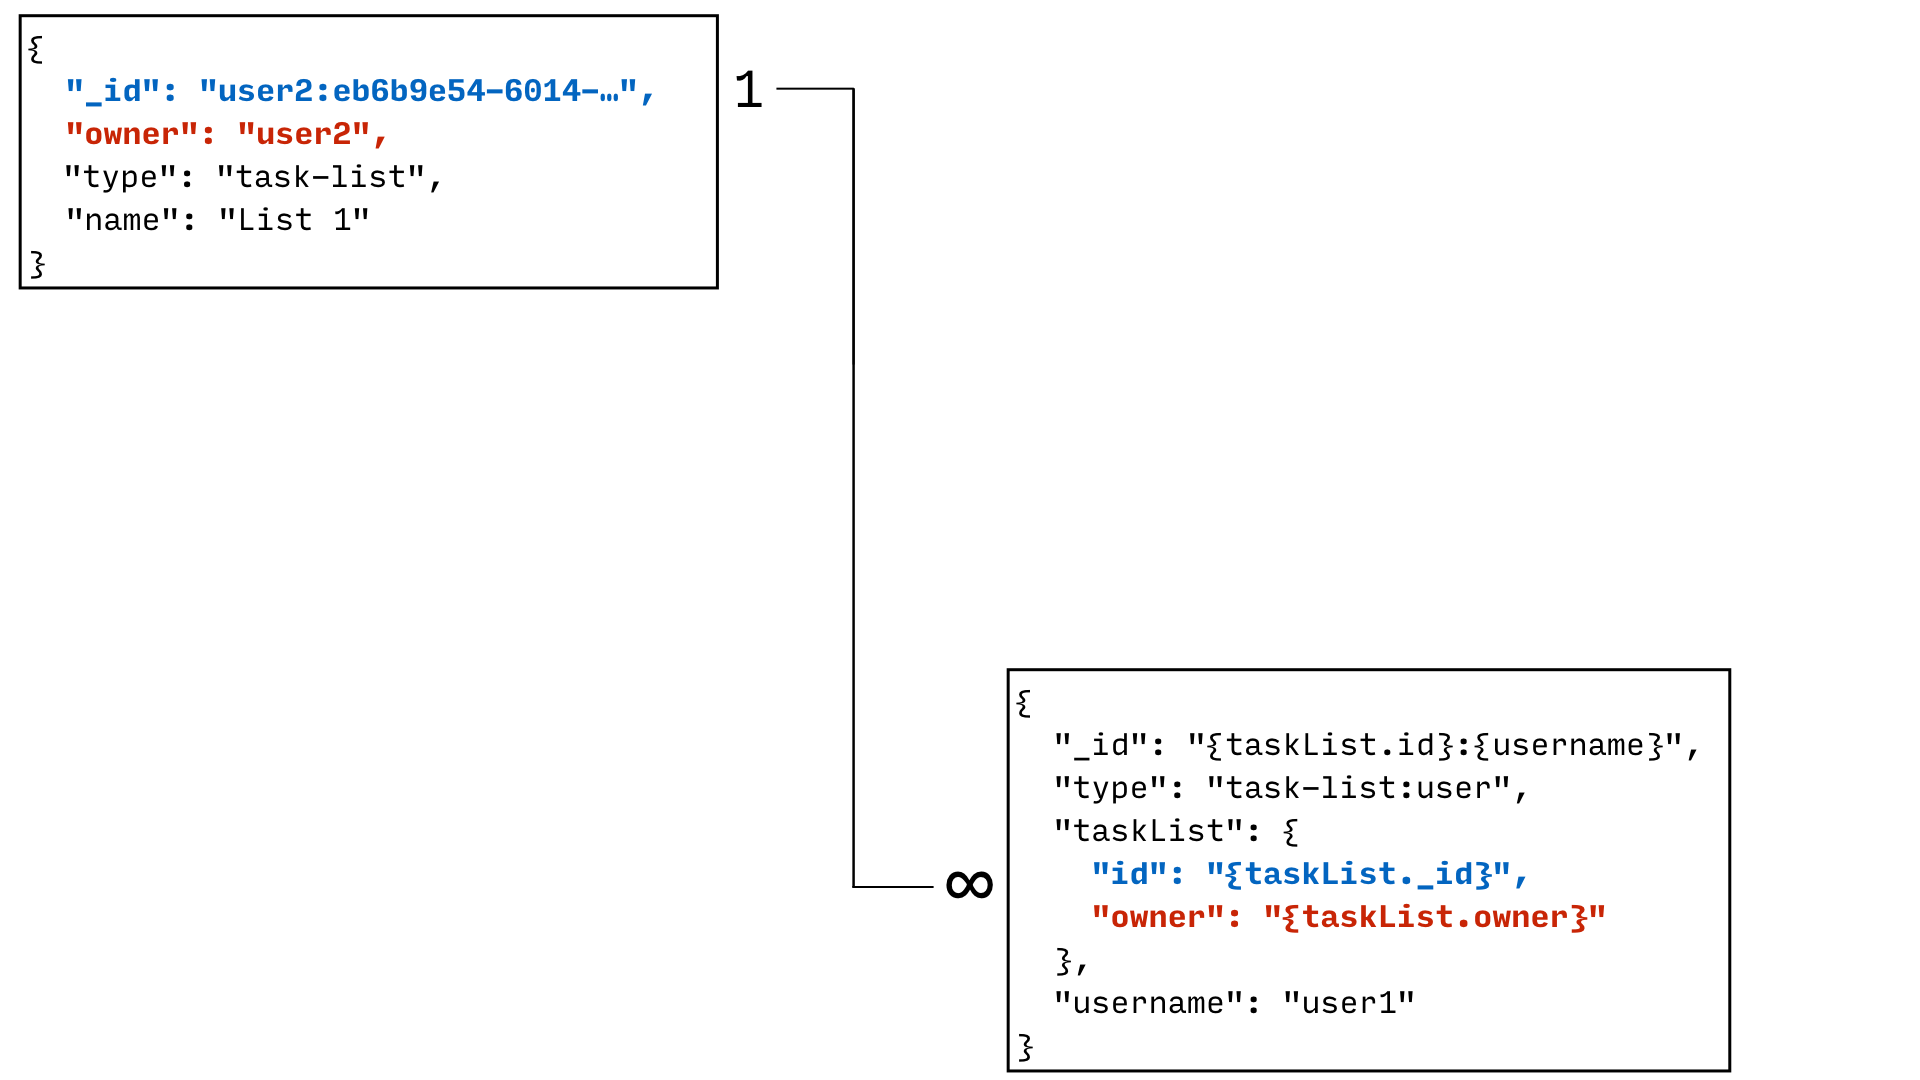 {
  "_id": "user2:eb6b9e54-6014-…",
  "owner": "user2",
  "type": "task-list",
  "name": "List 1"
}
1
∞
{
  "_id": "{taskList.id}:{username}",
  "type": "task-list:user",
  "taskList": {
    "id": "{taskList._id}",
    "owner": "{taskList.owner}"
  },
  "username": "user1"
}